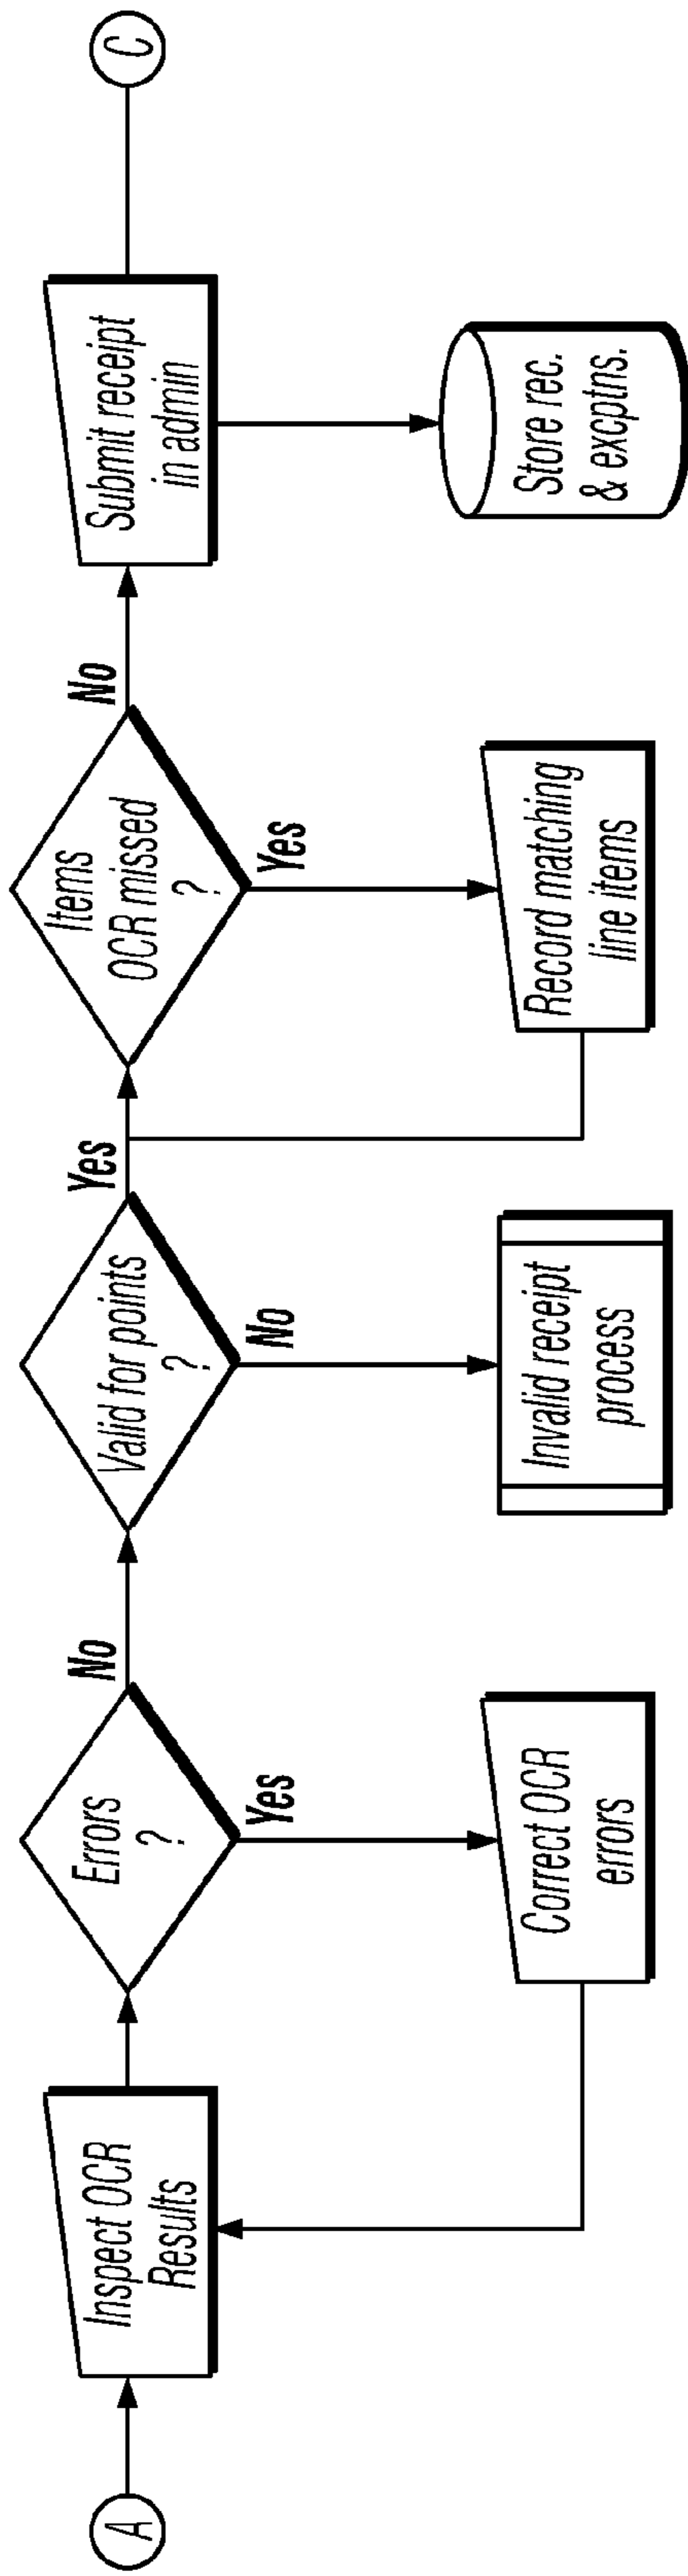 A
Inspect OCR
Results
Errors
?
Yes
No
Correct OCR
errors
Valid for points
?
No
Yes
Invalid receipt
process
Items
OCR missed
?
Yes
No
Record matching
line items
Submit receipt
in admin
Store rec.
& excptns.
C